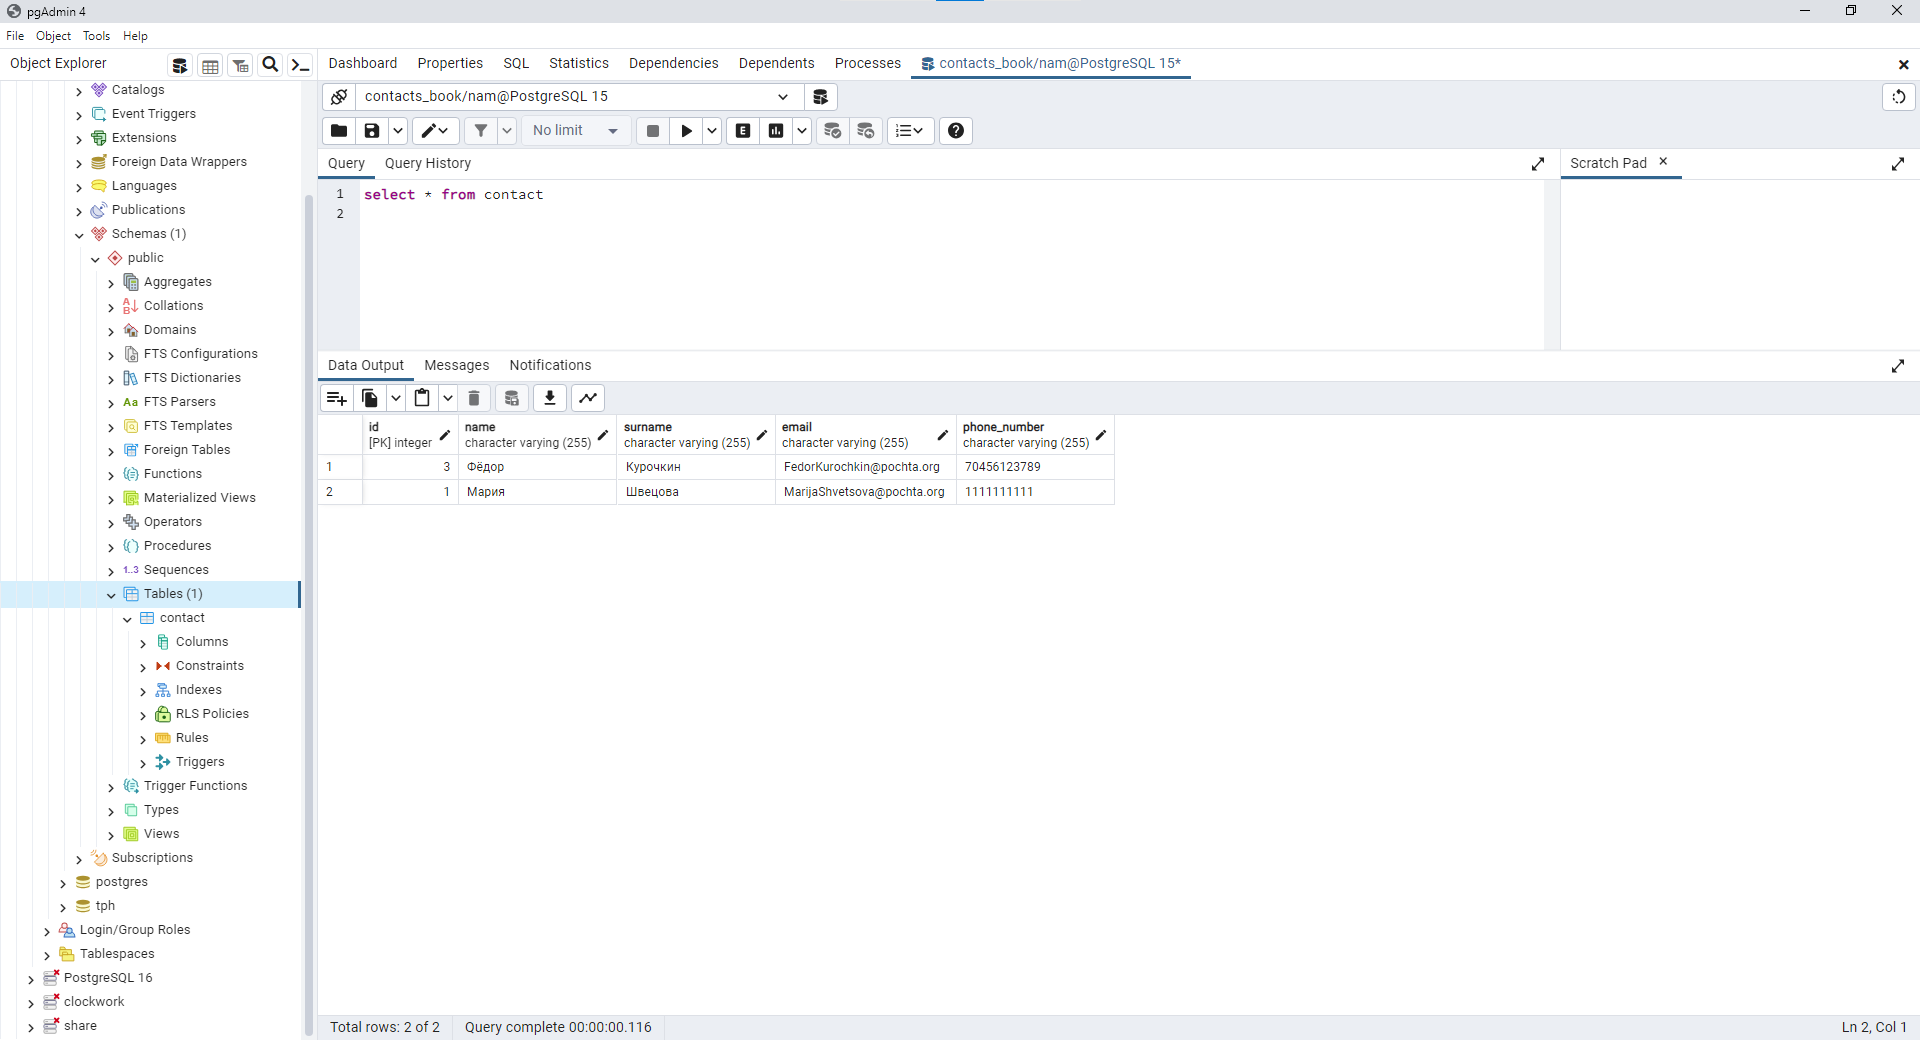 pgAdmin 4
File Object Tools Help
Object Explorer
Dashboard Properties SQL Statistics Dependencies Dependents Processes contacts_book/nam@PostgreSQL 15*
Catalogs
Event Triggers
Extensions
Foreign Data Wrappers
Languages
Publications
Schemas (1)
public
Aggregates
Collations
Domains
FTS Configurations
FTS Dictionaries
Aa FTS Parsers
FTS Templates
Foreign Tables
Functions
Materialized Views
Operators
Procedures
1..3 Sequences
Tables (1)
contact
Columns
Constraints
Indexes
RLS Policies
Rules
Triggers
Trigger Functions
Types
Views
Subscriptions
postgres
tph
Login/Group Roles
Tablespaces
PostgreSQL 16
clockwork
share
contacts_book/nam@PostgreSQL 15
No limit E
Query Query History
Scratch Pad
1 select * from contact
2
Data Output Messages Notifications
id name surname email phone_number
[PK] integer character varying (255) character varying (255) character varying (255) character varying (255)
1 3 Фёдор Курочкин FedorKurochkin@pochta.org 70456123789
2 1 Мария Швецова MarijaShvetsova@pochta.org 1111111111
Total rows: 2 of 2 Query complete 00:00:00.116 Ln 2, Col 1